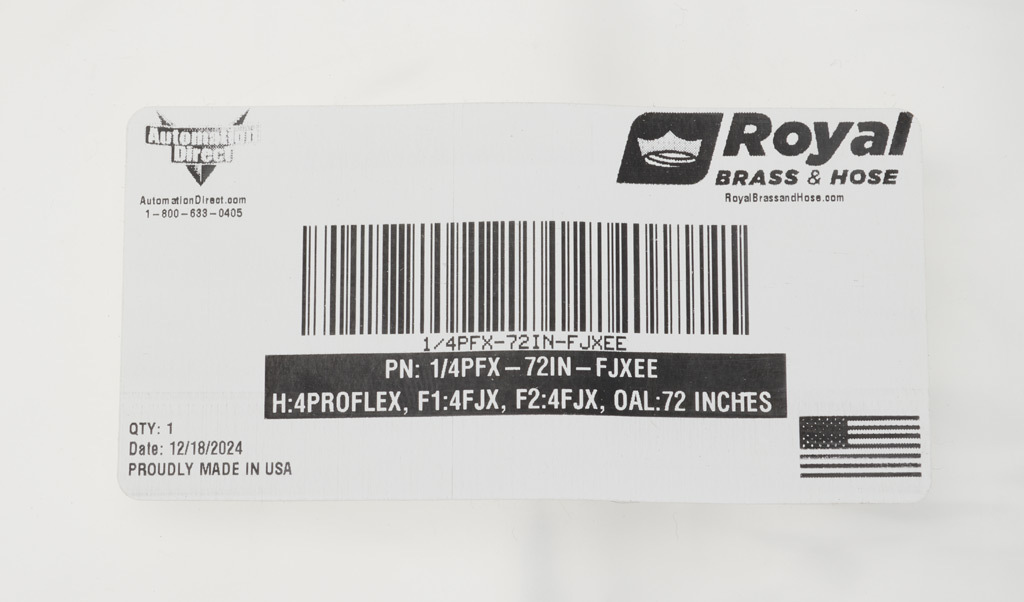 Automation
Direct
AutomationDirect.com
1-800-633-0405
Royal
BRASS & HOSE
RoyalBrassandHose.com
1/4PFX-72IN-FJXEE
PN: 1/4PFX-72IN-FJXEE
H:4PROFLEX, F1:4FJX, F2:4FJX, OAL:72 INCHES
QTY: 1
Date: 12/18/2024
PROUDLY MADE IN USA